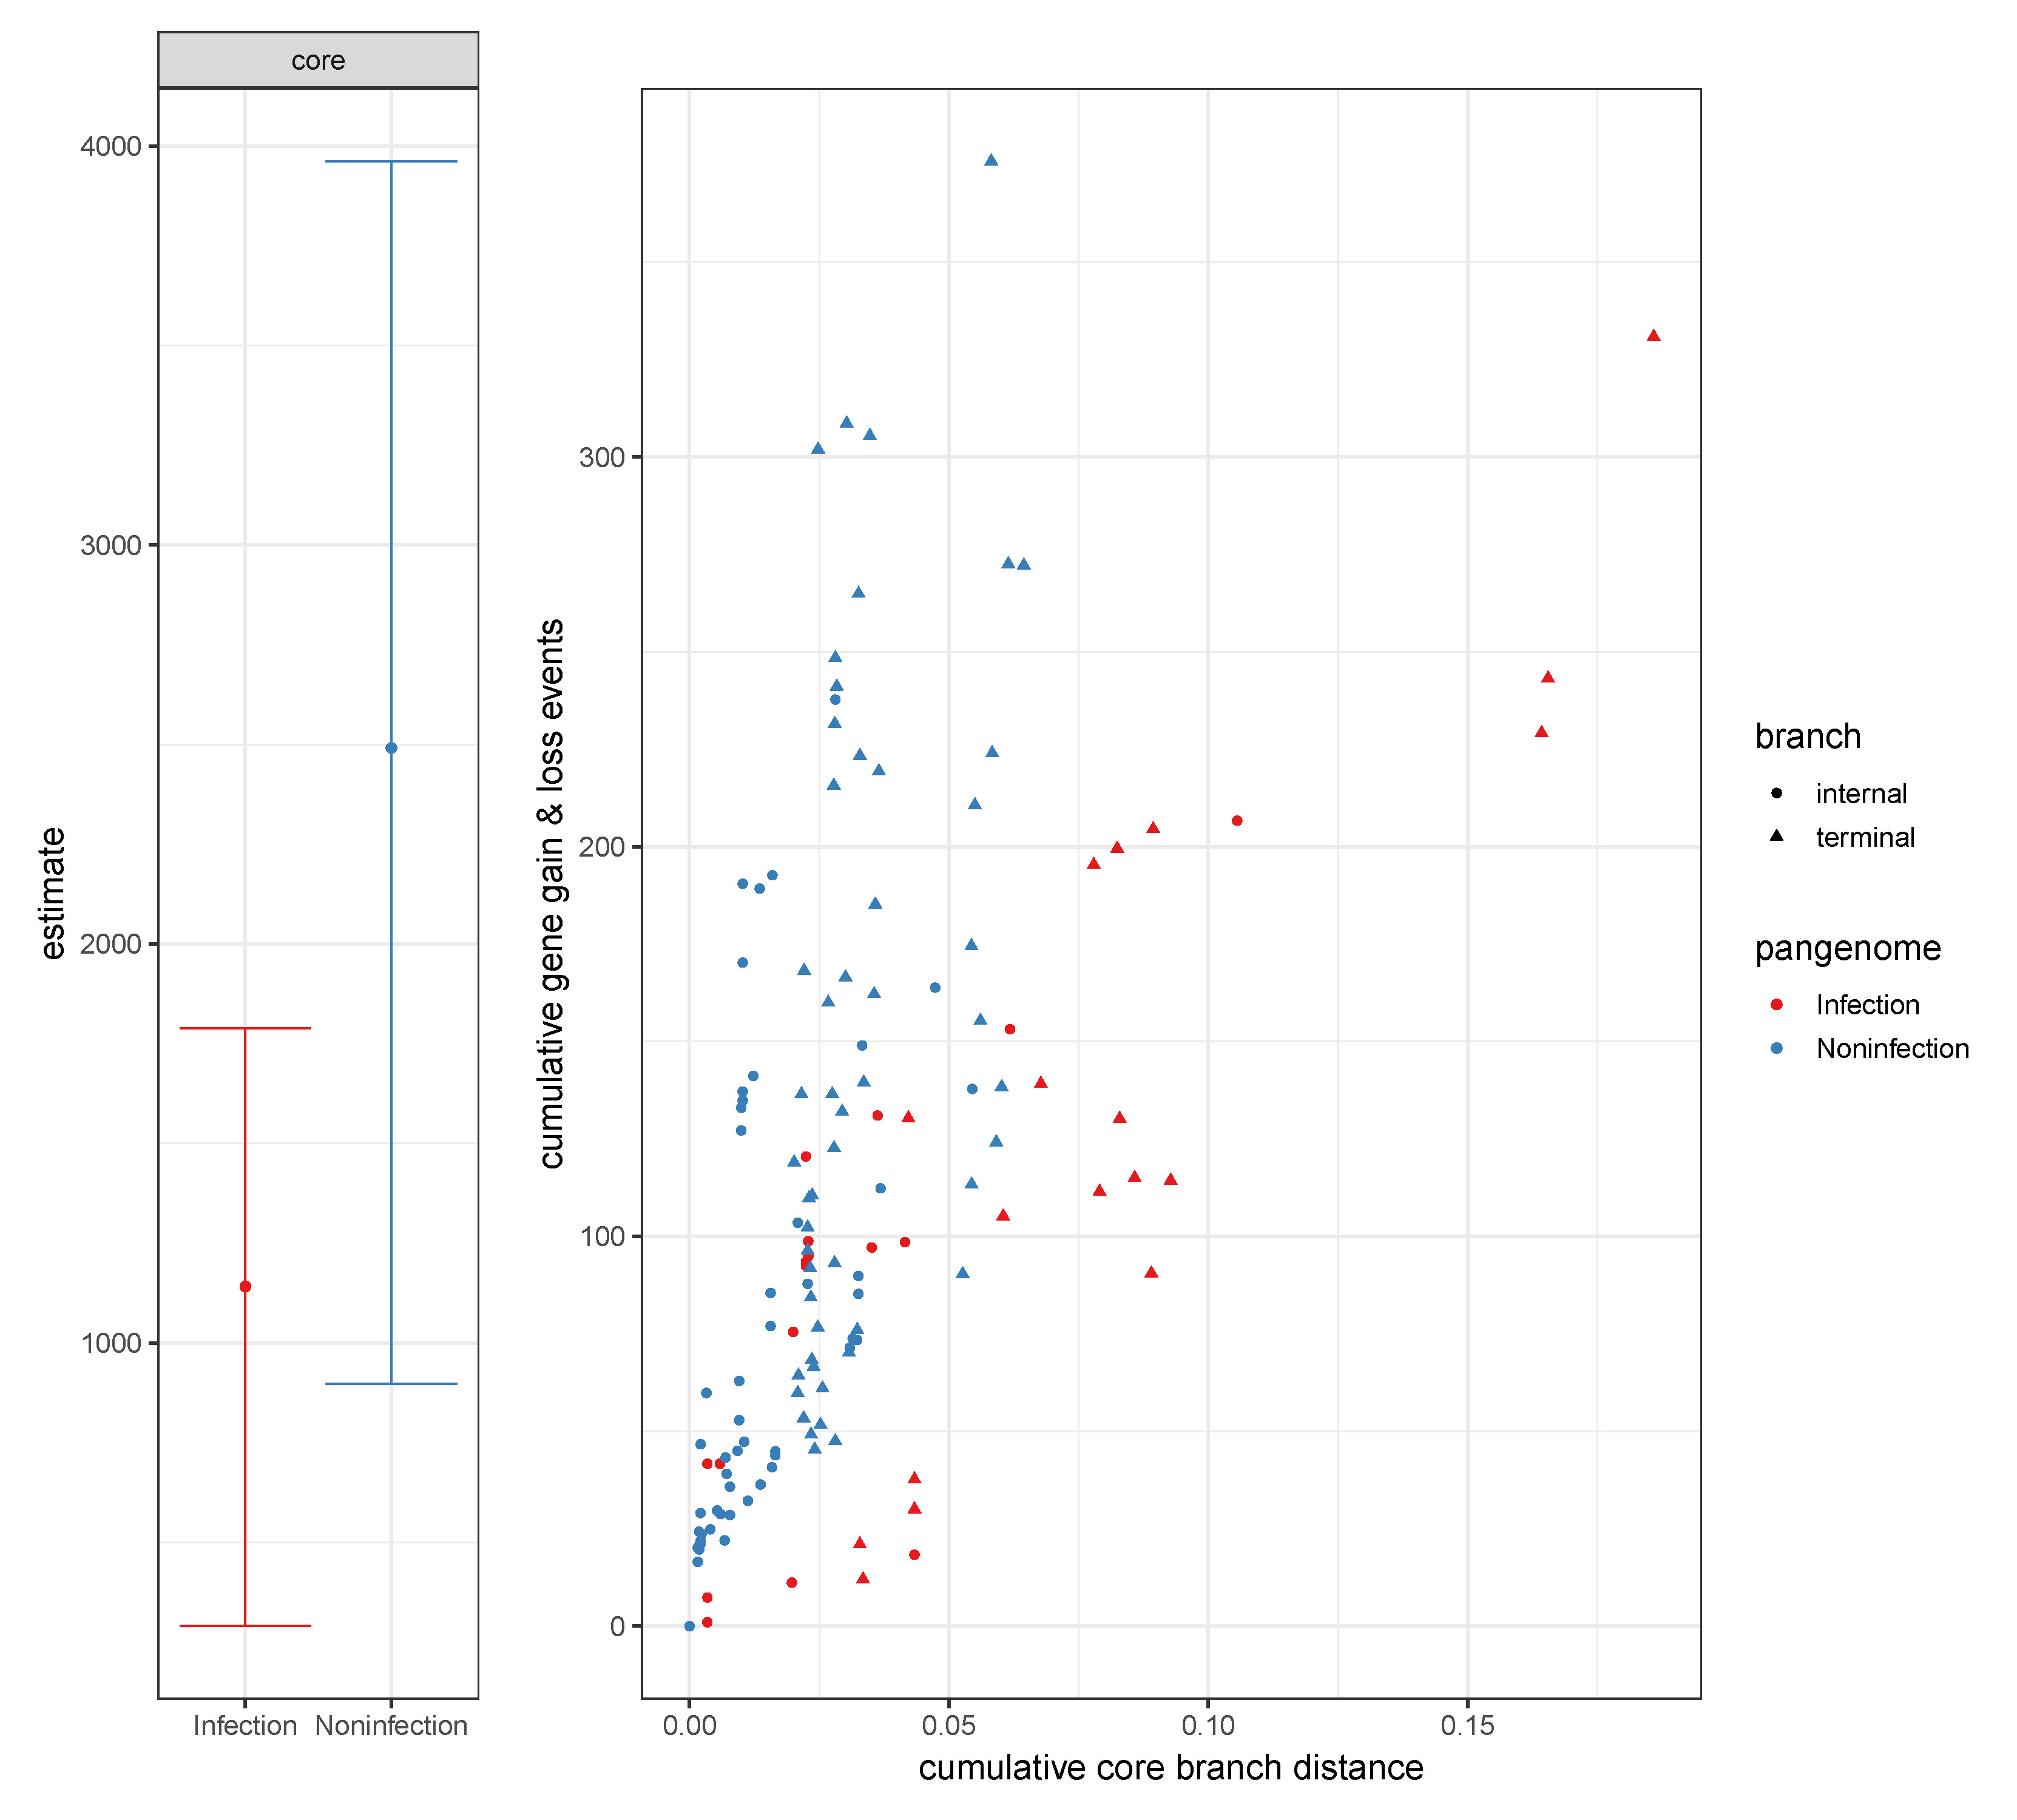 core
4000
3000
2000
1000
estimate
Infection Noninfection
300
200
100
0
cumulative gene gain & loss events
0.00 0.05 0.10 0.15
cumulative core branch distance
branch
internal
terminal
pangenome
Infection
Noninfection